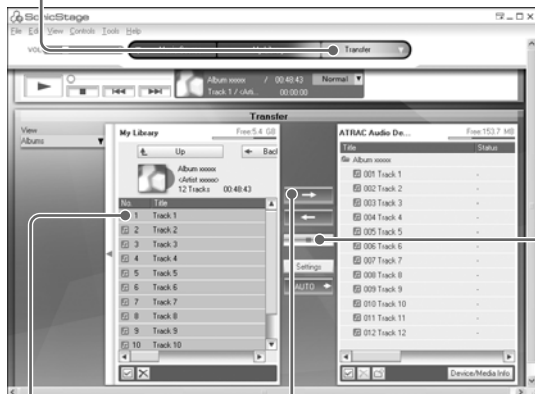 SonicStage
File Edit View Controls Tools Help
Transfer
Album xxxxx / 00:48:43 Normal
Track 1 / <Arti... 00:00:00
Transfer
View
Albums
My Library Free:5.4 GB
Up Back
Album xxxxx
<Artist xxxxx>
12 Tracks 00:48:43
No. Title
1 Track 1
2 Track 2
3 Track 3
4 Track 4
5 Track 5
6 Track 6
7 Track 7
8 Track 8
9 Track 9
10 Track 10
Settings
AUTO
ATRAC Audio De... Free:153.7 MB
Title Status
Album xxxxx
001 Track 1 -
002 Track 2 -
003 Track 3 -
004 Track 4 -
005 Track 5 -
006 Track 6 -
007 Track 7 -
008 Track 8 -
009 Track 9 -
010 Track 10 -
011 Track 11 -
012 Track 12 -
Device/Media Info